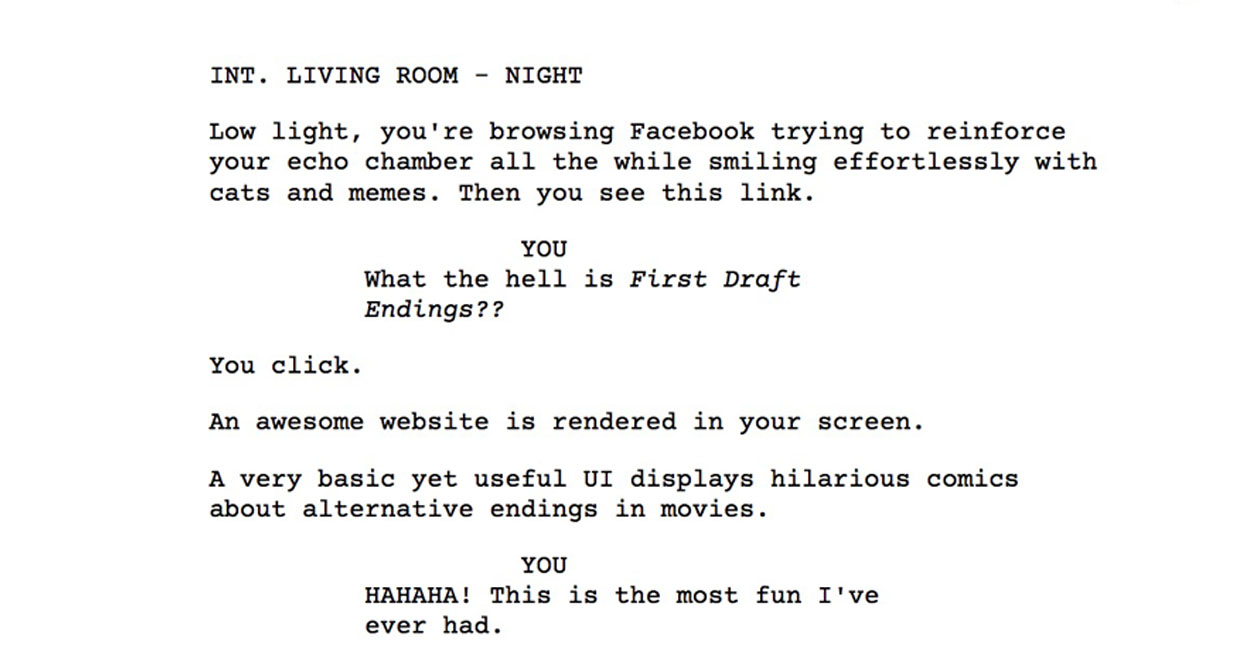 INT. LIVING ROOM - NIGHT
Low light, you're browsing Facebook trying to reinforce
your echo chamber all the while smiling effortlessly with
cats and memes. Then you see this link.
YOU
What the hell is First Draft
Endings??
You click.
An awesome website is rendered in your screen.
A very basic yet useful UI displays hilarious comics
about alternative endings in movies.
YOU
HAHAHA! This is the most fun I've
ever had.